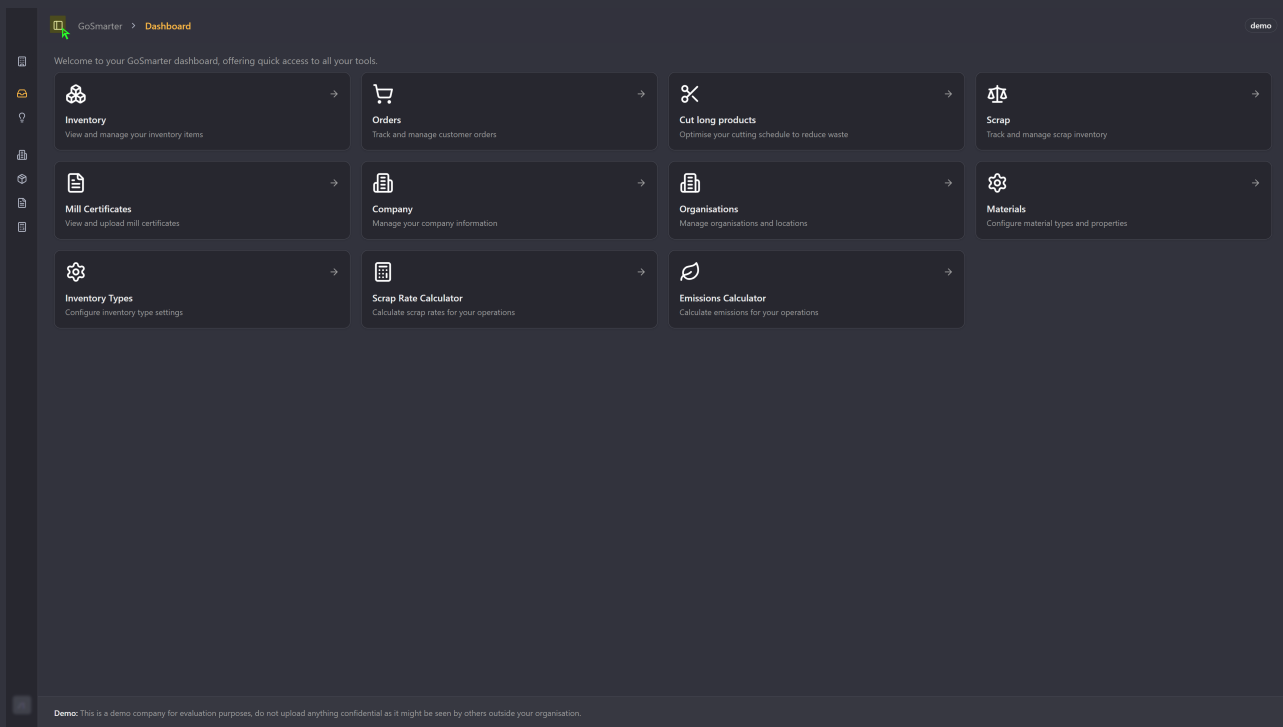 GoSmarter > Dashboard
demo
Welcome to your GoSmarter dashboard, offering quick access to all your tools.
Inventory
View and manage your inventory items
Orders
Track and manage customer orders
Cut long products
Optimise your cutting schedule to reduce waste
Scrap
Track and manage scrap inventory
Mill Certificates
View and upload mill certificates
Company
Manage your company information
Organisations
Manage organisations and locations
Materials
Configure material types and properties
Inventory Types
Configure inventory type settings
Scrap Rate Calculator
Calculate scrap rates for your operations
Emissions Calculator
Calculate emissions for your operations
Demo: This is a demo company for evaluation purposes, do not upload anything confidential as it might be seen by others outside your organisation.